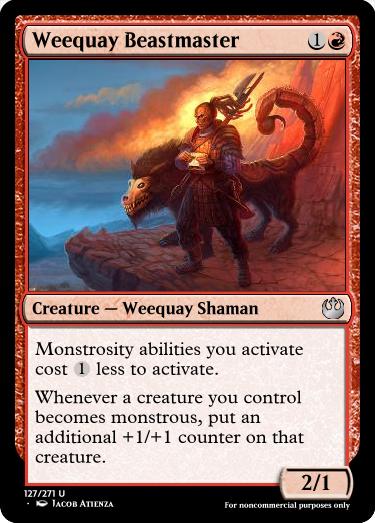 Weequay Beastmaster 1
Creature — Weequay Shaman
Monstrosity abilities you activate
cost 1 less to activate.
Whenever a creature you control
becomes monstrous, put an
additional +1/+1 counter on that
creature.
2/1
127/271 U
· Jacob Atienza
For noncommercial purposes only